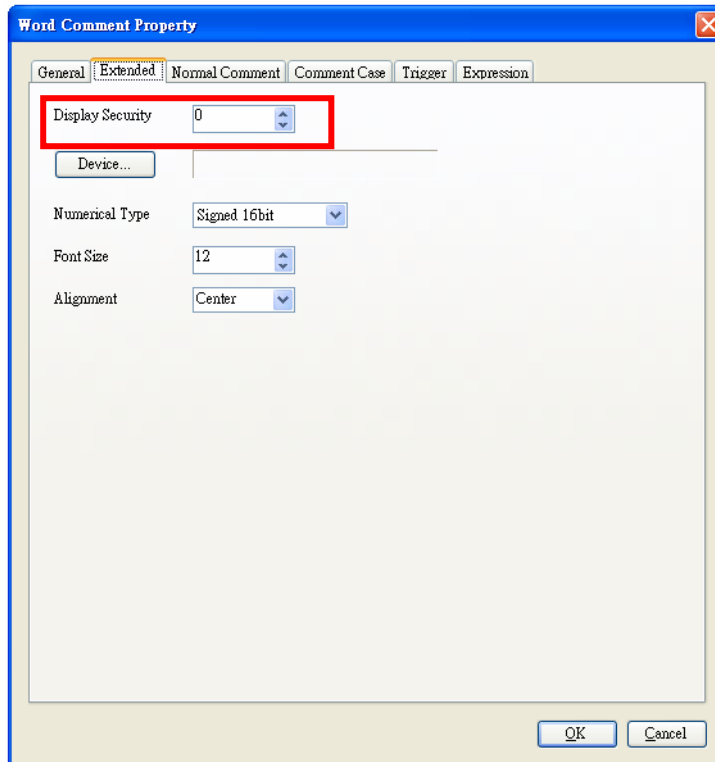 Word Comment Property
General Extended Normal Comment Comment Case Trigger Expression
Display Security 0
Device...
Numerical Type Signed 16bit
Font Size 12
Alignment Center
OK Cancel